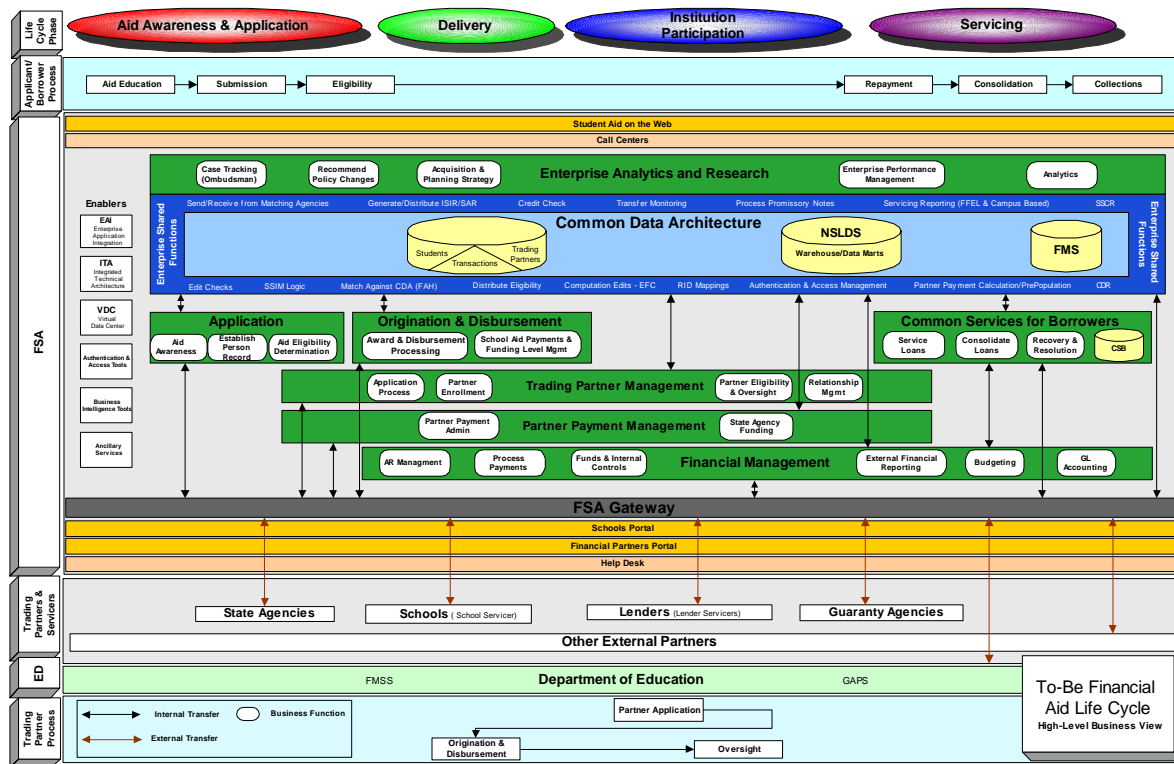 Life
Cycle
Phase
Aid Awareness & Application
Delivery
Institution
Participation
Servicing
Applicant/
Borrower
Process
Aid Education
Submission
Eligibility
Repayment
Consolidation
Collections
FSA
Student Aid on the Web
Call Centers
Case Tracking
(Ombudsman)
Recommend
Policy Changes
Acquisition &
Planning Strategy
Enterprise Analytics and Research
Enterprise Performance
Management
Analytics
Enablers
EAI
Enterprise
Application
Integration
ITA
Integrated
Technical
Architecture
VDC
Virtual
Data Center
Authentication &
Access Tools
Business
Intelligence Tools
Ancillary
Services
Enterprise Shared
Functions
Send/Receive from Matching Agencies
Generate/Distribute ISIR/SAR
Credit Check
Transfer Monitoring
Process Promissory Notes
Servicing Reporting (FFEL & Campus Based)
SSCR
Enterprise Shared
Functions
Common Data Architecture
Students
Transactions
Trading
Partners
NSLDS
Warehouse/Data Marts
FMS
Edit Checks
SSIM Logic
Match Against CDA (FAH)
Distribute Eligibility
Computation Edits - EFC
RID Mappings
Authentication & Access Management
Partner Payment Calculation/PrePopulation
CDR
Application
Aid
Awareness
Establish
Person
Record
Aid Eligibility
Determination
Origination & Disbursement
Award & Disbursement
Processing
School Aid Payments &
Funding Level Mgmt
Common Services for Borrowers
Service
Loans
Consolidate
Loans
Recovery &
Resolution
CSB
Application
Process
Partner
Enrollment
Trading Partner Management
Partner Eligibility
& Oversight
Relationship
Mgmt
Partner Payment
Admin
Partner Payment Management
State Agency
Funding
AR Managment
Process
Payments
Funds & Internal
Controls
Financial Management
External Financial
Reporting
Budgeting
GL
Accounting
FSA Gateway
Schools Portal
Financial Partners Portal
Help Desk
Trading
Partners &
Servicers
State Agencies
Schools ( School Servicer)
Lenders (Lender Servicers)
Guaranty Agencies
Other External Partners
ED
FMSS
Department of Education
GAPS
To-Be Financial
Aid Life Cycle
High-Level Business View
Trading
Partner
Process
Internal Transfer
Business Function
External Transfer
Partner Application
Origination &
Disbursement
Oversight